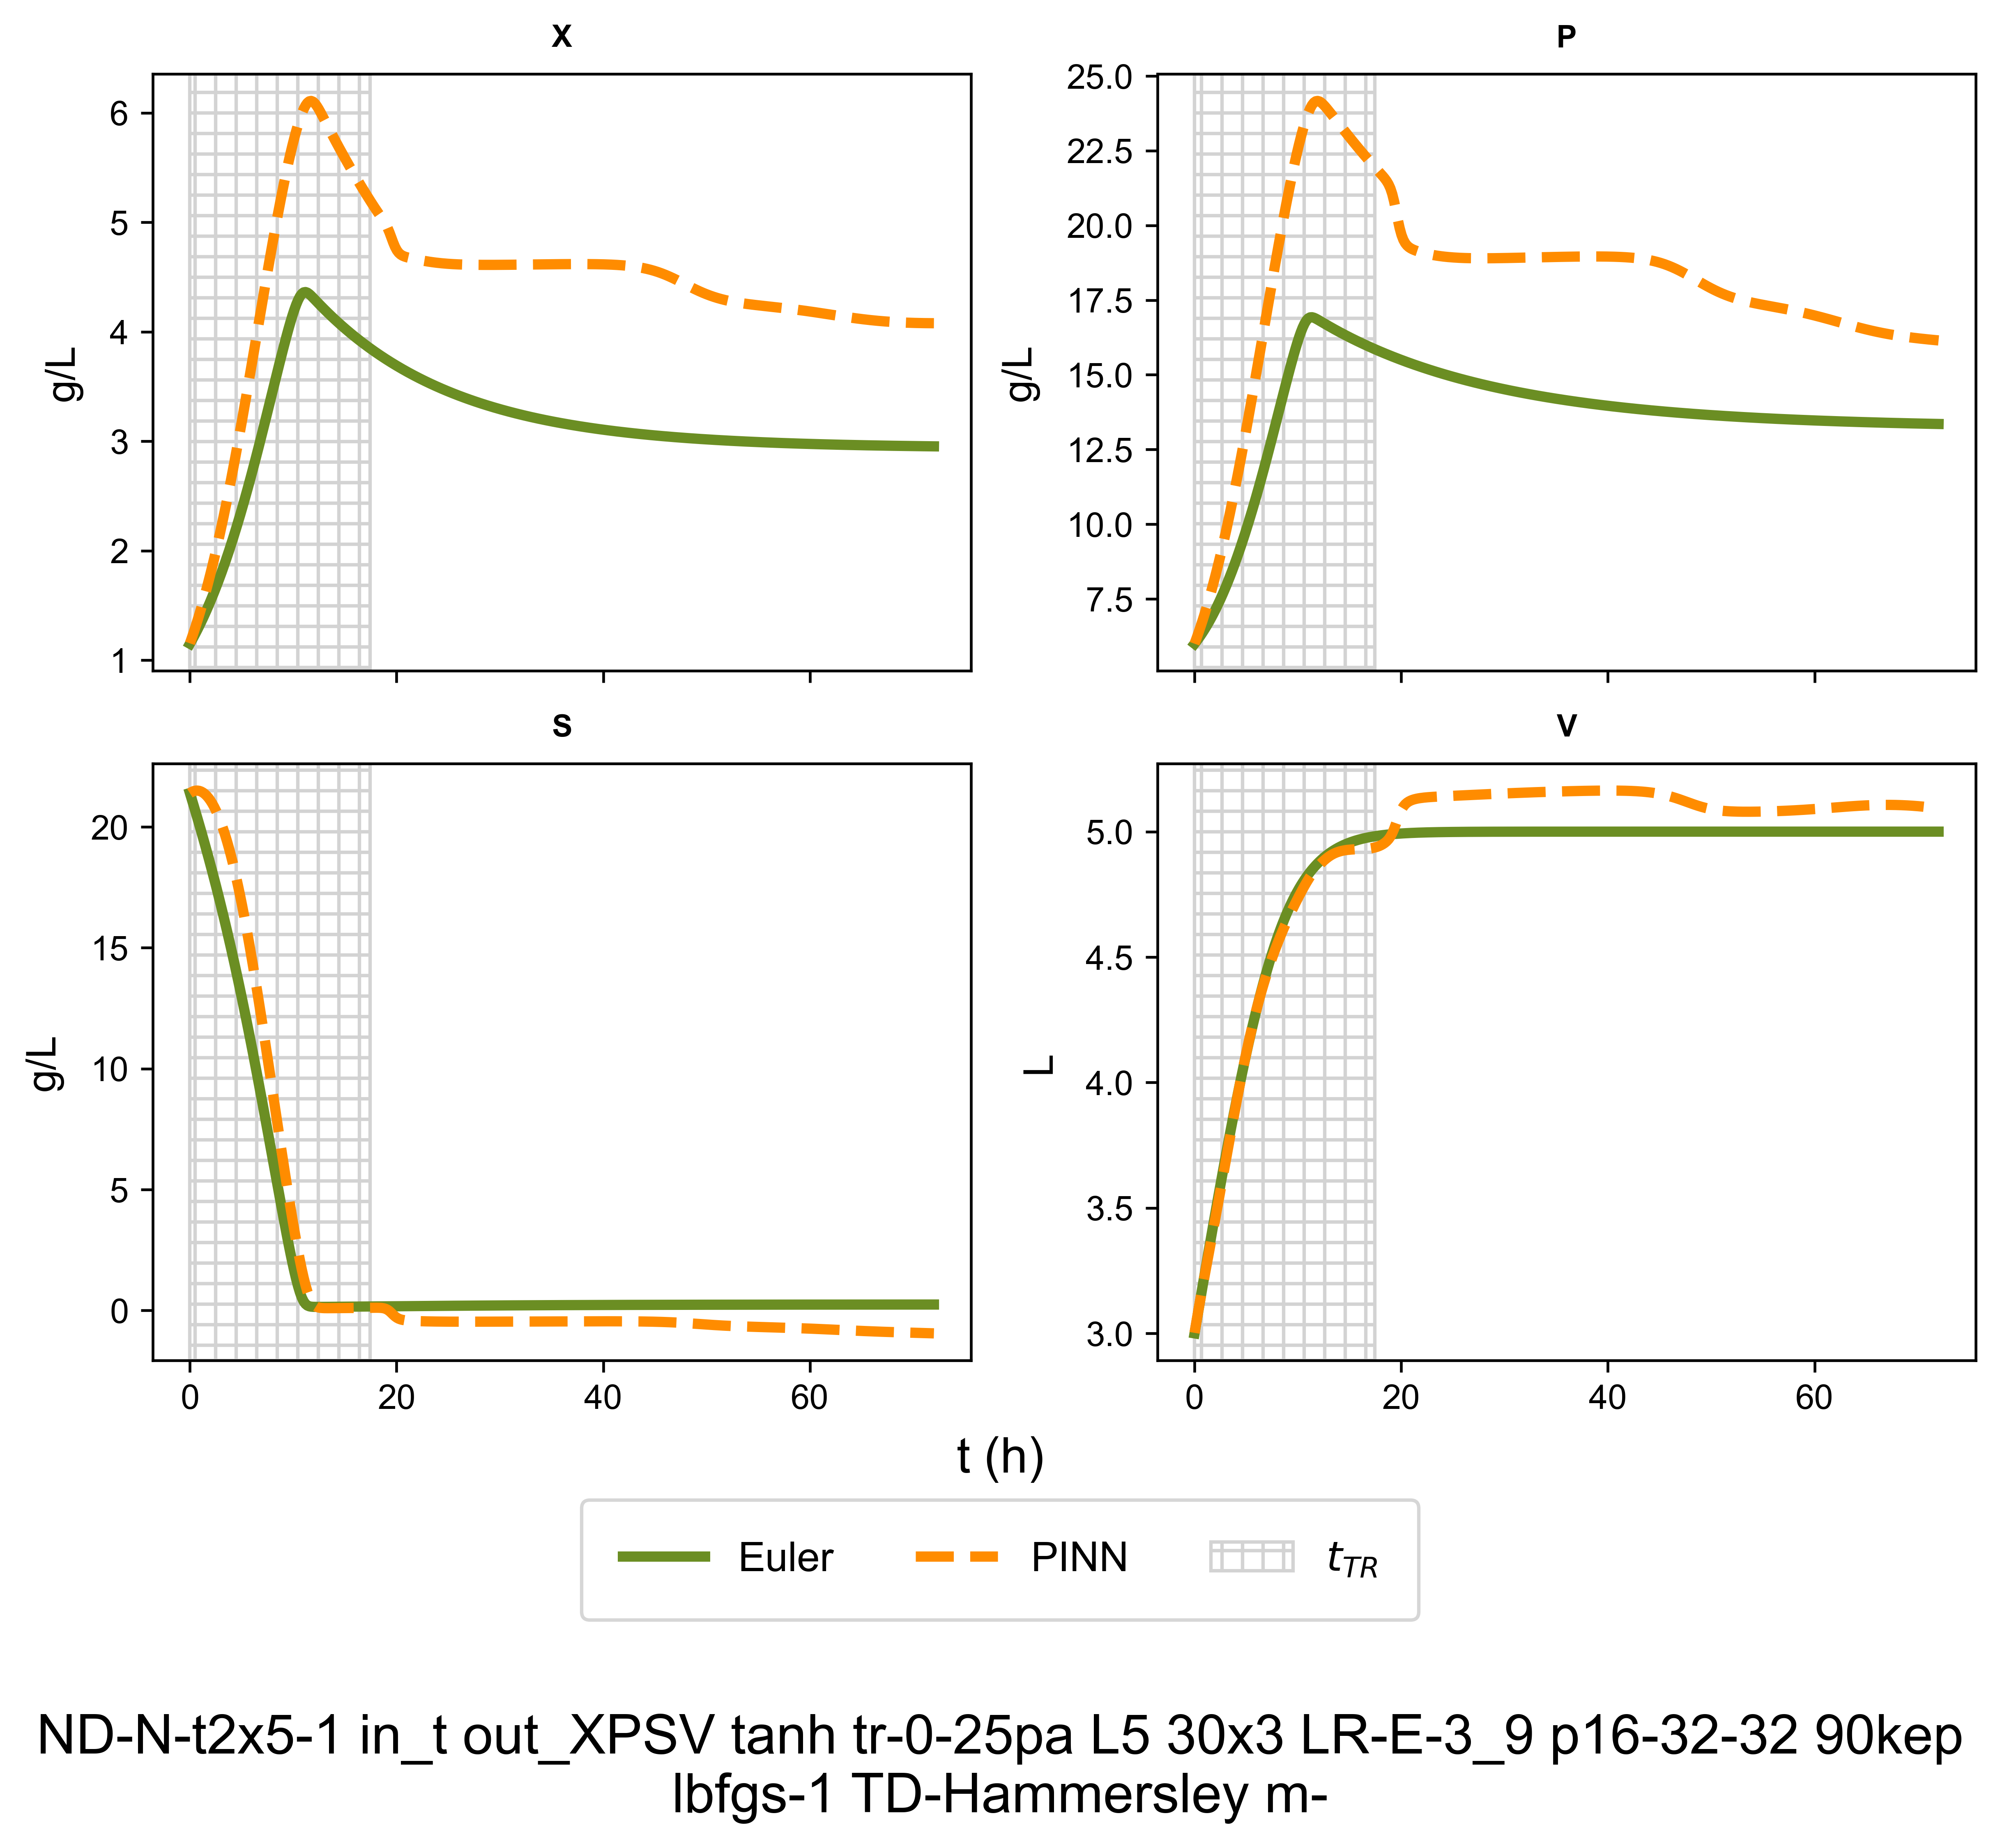 X
P
6
5
4
3
2
1
g/L
25.0
22.5
20.0
17.5
15.0
12.5
10.0
7.5
g/L
S
V
20
15
10
5
0
g/L
0
20
40
60
5.0
4.5
4.0
3.5
3.0
L
0
20
40
60
t (h)
Euler
PINN
t_TR
ND-N-t2x5-1 in_t out_XPSV tanh tr-0-25pa L5 30x3 LR-E-3_9 p16-32-32 90kep
lbfgs-1 TD-Hammersley m-